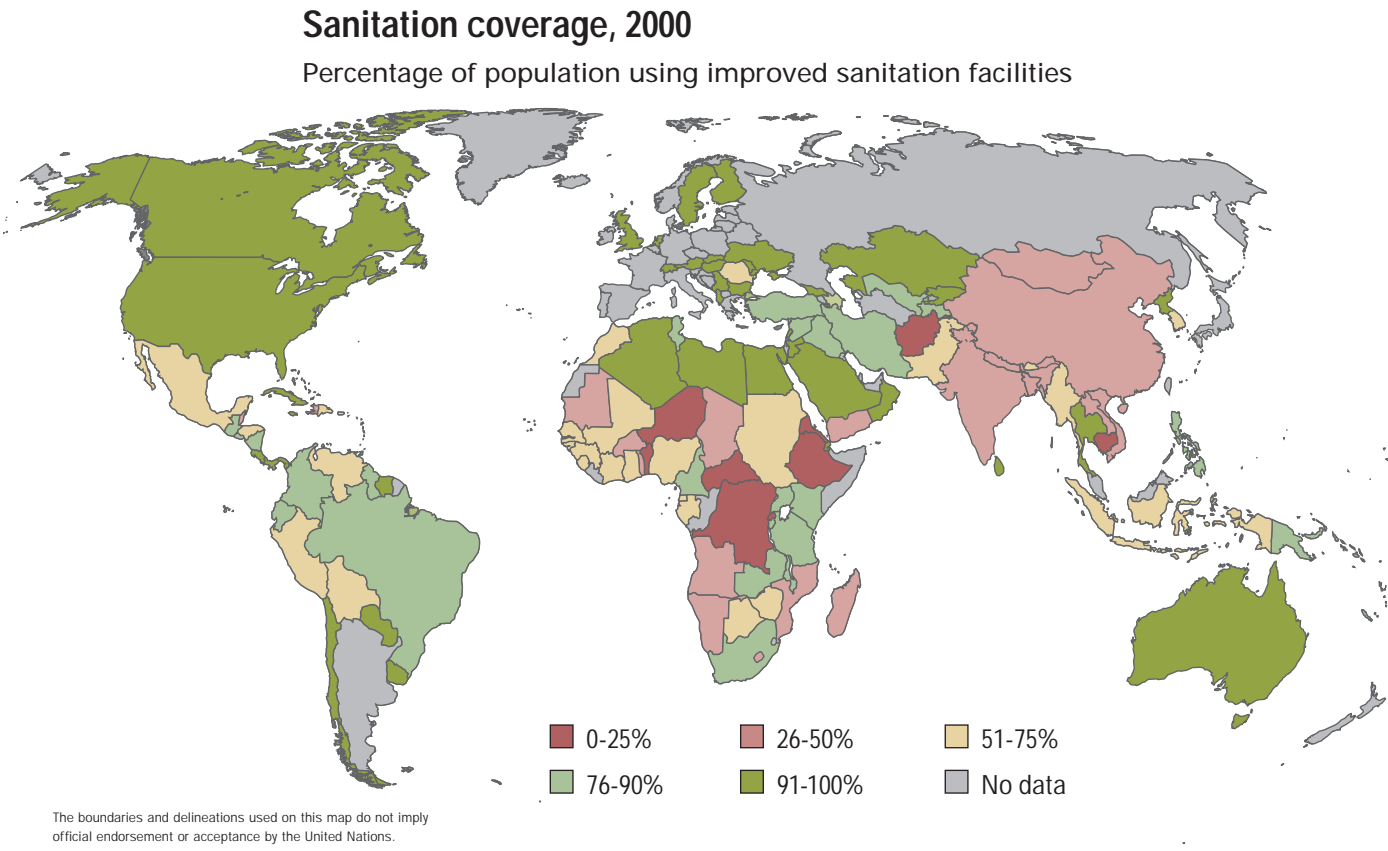 Sanitation coverage, 2000
Percentage of population using improved sanitation facilities
0-25%
26-50%
51-75%
76-90%
91-100%
No data
The boundaries and delineations used on this map do not imply
official endorsement or acceptance by the United Nations.